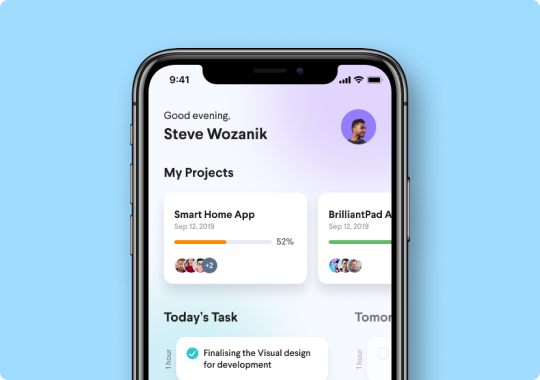 9:41
Good evening,
Steve Wozanik
My Projects
Smart Home App
Sep 12, 2019
52%
+2
BrilliantPad A
Sep 12, 2019
Today's Task
Tomor
1 hour
Finalising the Visual design
for development
1 hour